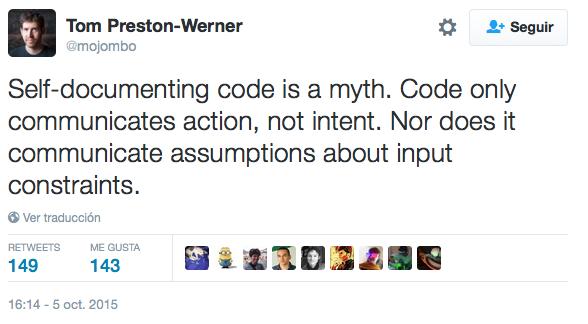 Tom Preston-Werner
@mojombo
Seguir
Self-documenting code is a myth. Code only
communicates action, not intent. Nor does it
communicate assumptions about input
constraints.
Ver traducción
RETWEETS
149
ME GUSTA
143
16:14 - 5 oct. 2015